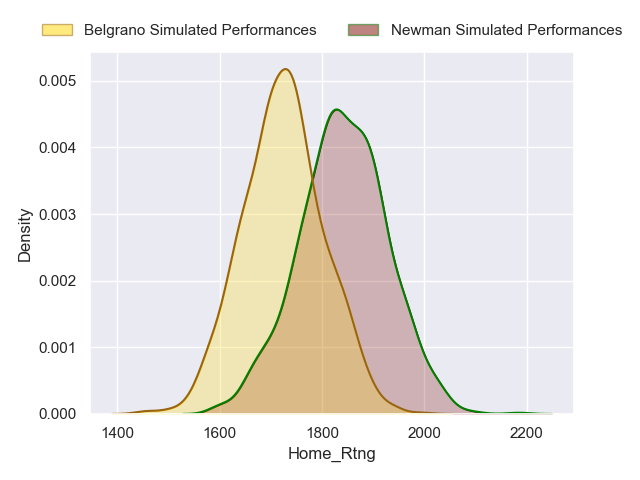 Belgrano Simulated Performances
Newman Simulated Performances
0.005
0.004
0.003
0.002
0.001
0.000
Density
1400
1600
1800
2000
2200
Home_Rtng